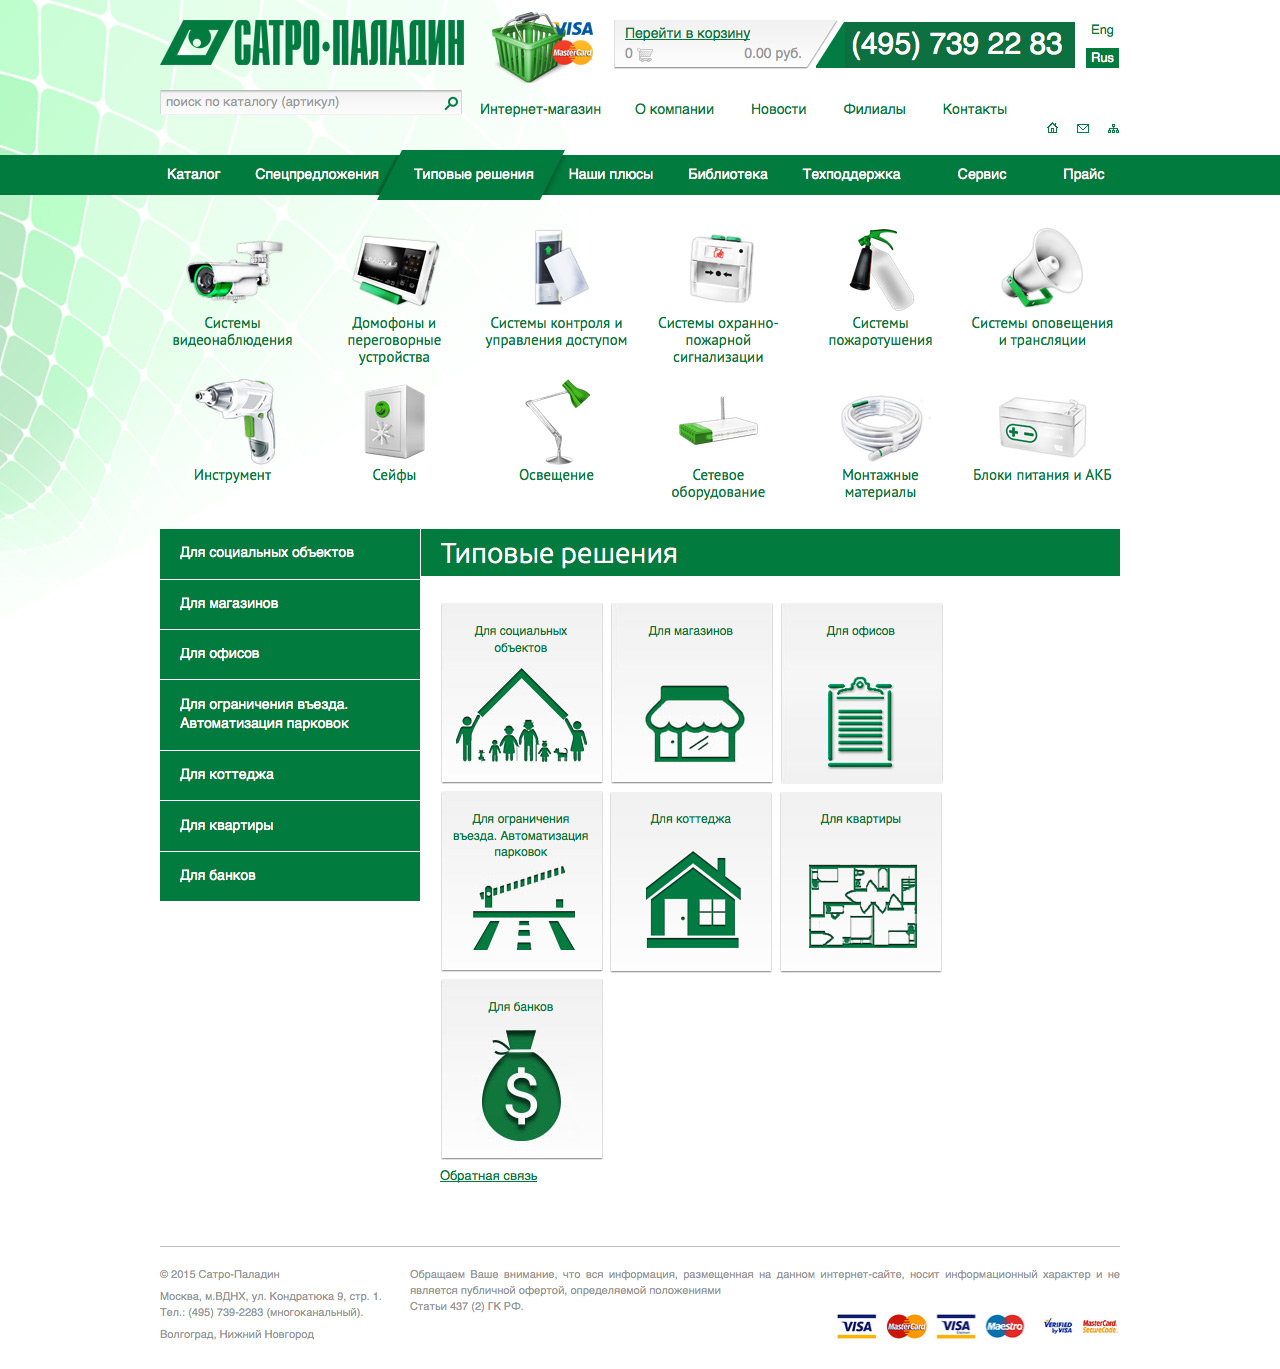 САТРО·ПАЛАДИН
VISA
MasterCard
Перейти в корзину
0
0.00 руб.
(495) 739 22 83
Eng
Rus
поиск по каталогу (артикул)
Интернет-магазин
О компании
Новости
Филиалы
Контакты
Каталог
Спецпредложения
Типовые решения
Наши плюсы
Библиотека
Техподдержка
Сервис
Прайс
Системы
видеонаблюдения
Домофоны и
переговорные
устройства
Системы контроля и
управления доступом
Системы охранно-
пожарной
сигнализации
Системы
пожаротушения
Системы оповещения
и трансляции
Инструмент
Сейфы
Освещение
Сетевое
оборудование
Монтажные
материалы
Блоки питания и АКБ
Для социальных объектов
Для магазинов
Для офисов
Для ограничения въезда.
Автоматизация парковок
Для коттеджа
Для квартиры
Для банков
Типовые решения
Для социальных
объектов
Для магазинов
Для офисов
Для ограничения
въезда. Автоматизация
парковок
Для коттеджа
Для квартиры
Для банков
$
Обратная связь
© 2015 Сатро-Паладин
Москва, м.ВДНХ, ул. Кондратюка 9, стр. 1.
Тел.: (495) 739-2283 (многоканальный).
Волгоград, Нижний Новгород
Обращаем Ваше внимание, что вся информация, размещенная на данном интернет-сайте, носит информационный характер и не
является публичной офертой, определяемой положениями
Статьи 437 (2) ГК РФ.
VISA
MasterCard
VISA
Electron
Maestro
VERIFIED
by VISA
MasterCard.
SecureCode.